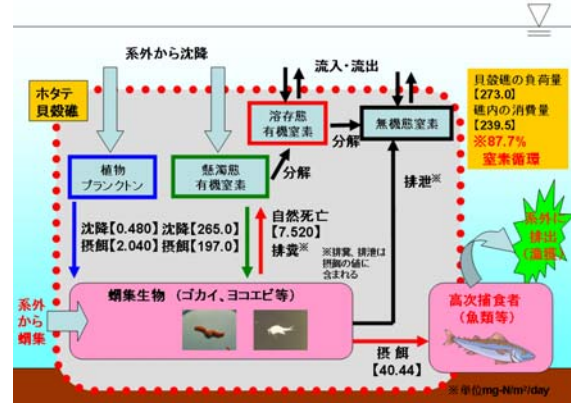 系外から沈降
流入・流出
貝殻礁の負荷量
【273.0】
礁内の消費量
【239.5】
※87.7%
窒素循環
ホタテ
貝殻礁
溶存態
有機窒素
分解
無機態窒素
植物
プランクトン
懸濁態
有機窒素
分解
排泄※
沈降【0.480】
摂餌【2.040】
沈降【265.0】
摂餌【197.0】
自然死亡
【7.520】
排糞※
※排糞、排泄は
摂餌の値に
含まれる
系外に
排出
(漁獲)
系外
から
蝟集
蝟集生物(ゴカイ、ヨコエビ等)
高次捕食者
(魚類等)
摂餌
【40.44】
※単位mg-N/m²/day